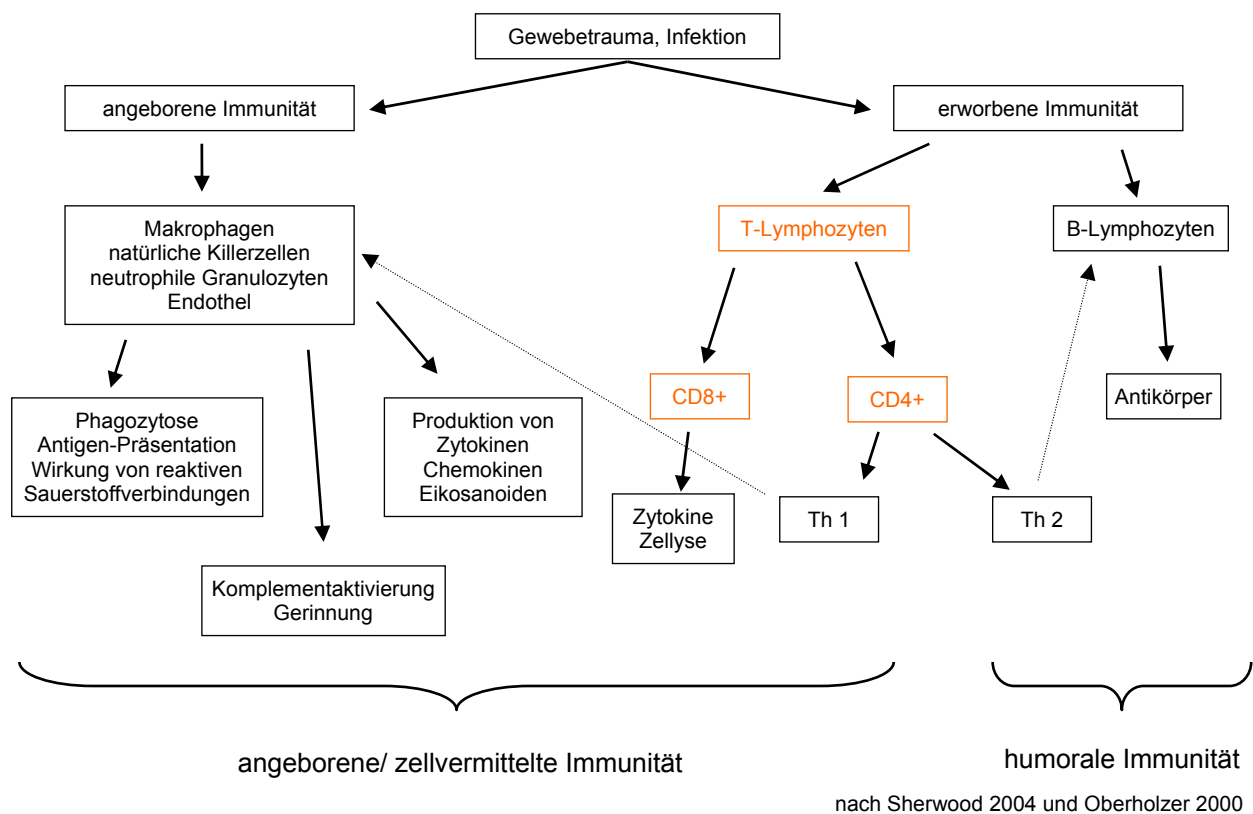 Gewebetrauma, Infektion
angeborene Immunität
erworbene Immunität
Makrophagen
natürliche Killerzellen
neutrophile Granulozyten
Endothel
T-Lymphozyten
B-Lymphozyten
Phagozytose
Antigen-Präsentation
Wirkung von reaktiven
Sauerstoffverbindungen
Produktion von
Zytokinen
Chemokinen
Eikosanoiden
CD8+
CD4+
Antikörper
Zytokine
Zellyse
Th 1
Th 2
Komplementaktivierung
Gerinnung
angeborene/ zellvermittelte Immunität
humorale Immunität
nach Sherwood 2004 und Oberholzer 2000